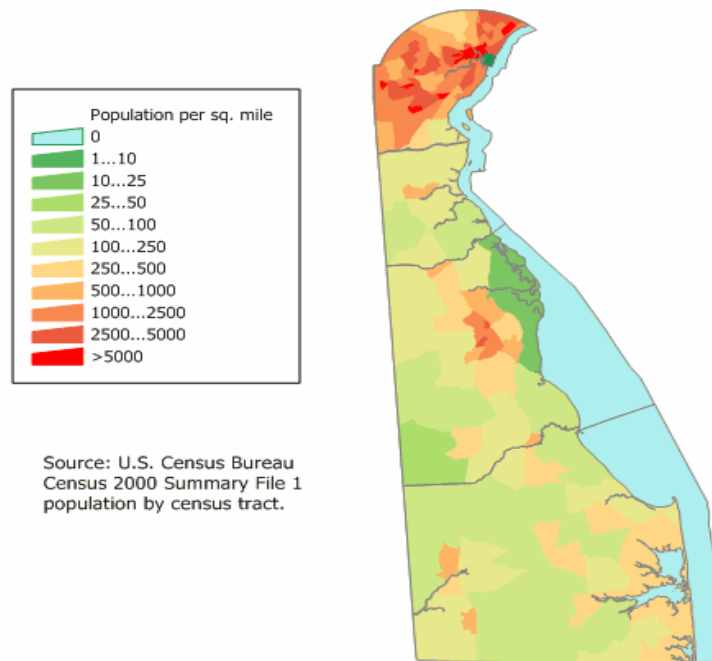 Population per sq. mile
0
1...10
10...25
25...50
50...100
100...250
250...500
500...1000
1000...2500
2500...5000
>5000
Source: U.S. Census Bureau
Census 2000 Summary File 1
population by census tract.